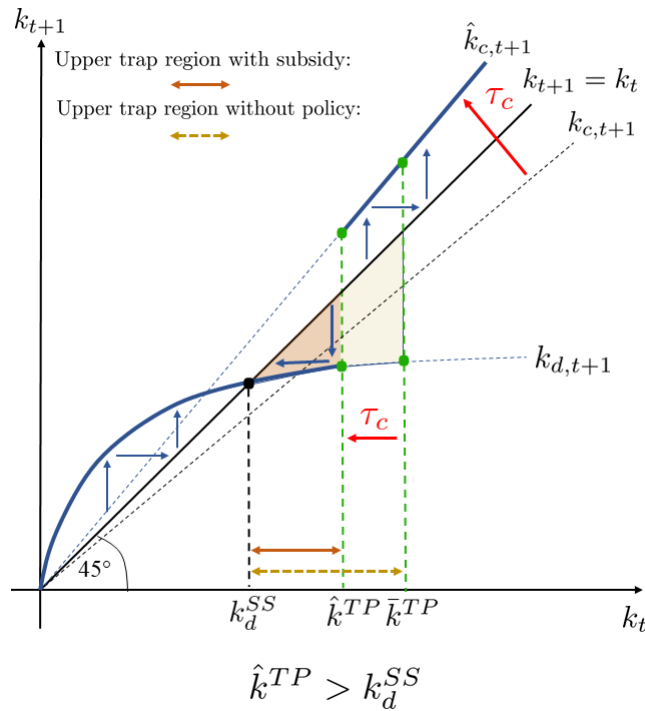 k_{t+1}
Upper trap region with subsidy:
Upper trap region without policy:
\hat{k}_{c,t+1}
k_{t+1} = k_t
τ_c
k_{c,t+1}
k_{d,t+1}
τ_c
45°
k_d^{SS}
\hat{k}^{TP}
\bar{k}^{TP}
k_t
\hat{k}^{TP} > k_d^{SS}